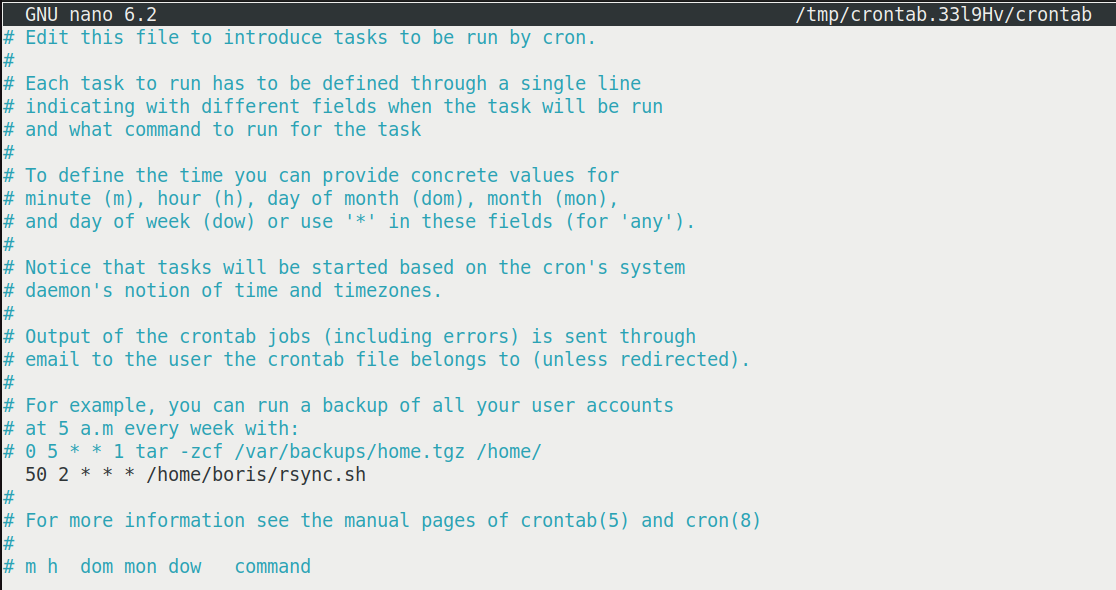 GNU nano 6.2 /tmp/crontab.33l9Hv/crontab
# Edit this file to introduce tasks to be run by cron.
#
# Each task to run has to be defined through a single line
# indicating with different fields when the task will be run
# and what command to run for the task
#
# To define the time you can provide concrete values for
# minute (m), hour (h), day of month (dom), month (mon),
# and day of week (dow) or use '*' in these fields (for 'any').
#
# Notice that tasks will be started based on the cron's system
# daemon's notion of time and timezones.
#
# Output of the crontab jobs (including errors) is sent through
# email to the user the crontab file belongs to (unless redirected).
#
# For example, you can run a backup of all your user accounts
# at 5 a.m every week with:
# 0 5 * * 1 tar -zcf /var/backups/home.tgz /home/
  50 2 * * * /home/boris/rsync.sh
#
# For more information see the manual pages of crontab(5) and cron(8)
#
# m h  dom mon dow   command